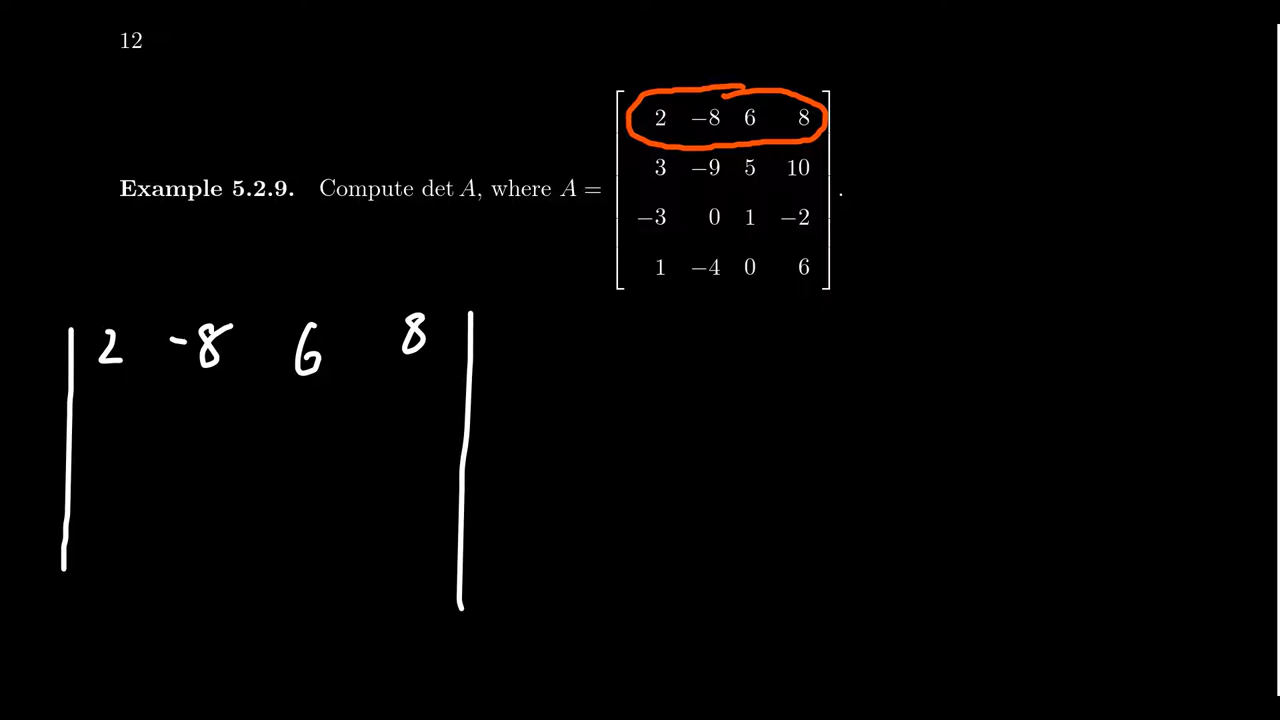 12
2 −8 6 8
3 −9 5 10
Example 5.2.9. Compute det A, where A = .
−3 0 1 −2
1 −4 0 6
2 -8 6 8